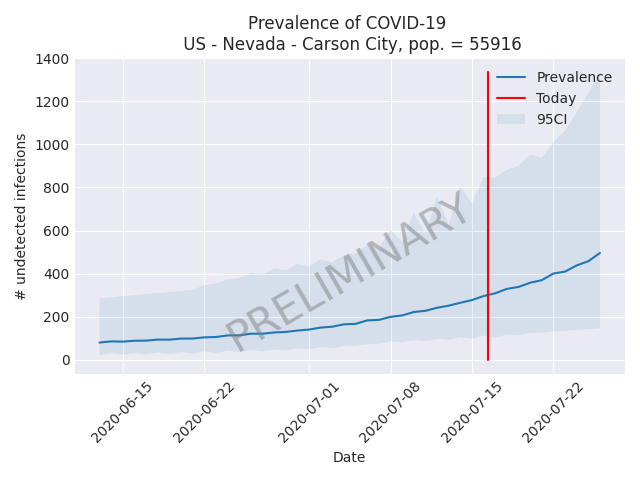 Prevalence of COVID-19
US - Nevada - Carson City, pop. = 55916
1400
1200
1000
800
600
400
200
0
# undetected infections
Prevalence
Today
95CI
PRELIMINARY
2020-06-15
2020-06-22
2020-07-01
2020-07-08
2020-07-15
2020-07-22
Date